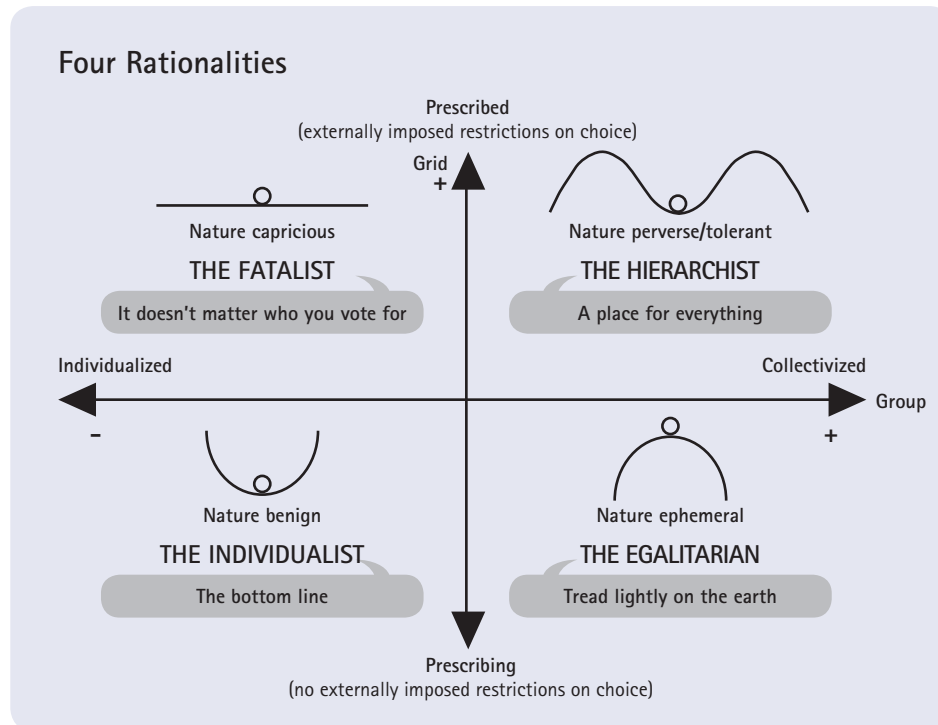 Four Rationalities
Prescribed
(externally imposed restrictions on choice)
Grid
+
Nature capricious
THE FATALIST
It doesn't matter who you vote for
Nature perverse/tolerant
THE HIERARCHIST
A place for everything
Individualized
Collectivized
Group
-
+
Nature benign
THE INDIVIDUALIST
The bottom line
Nature ephemeral
THE EGALITARIAN
Tread lightly on the earth
Prescribing
(no externally imposed restrictions on choice)